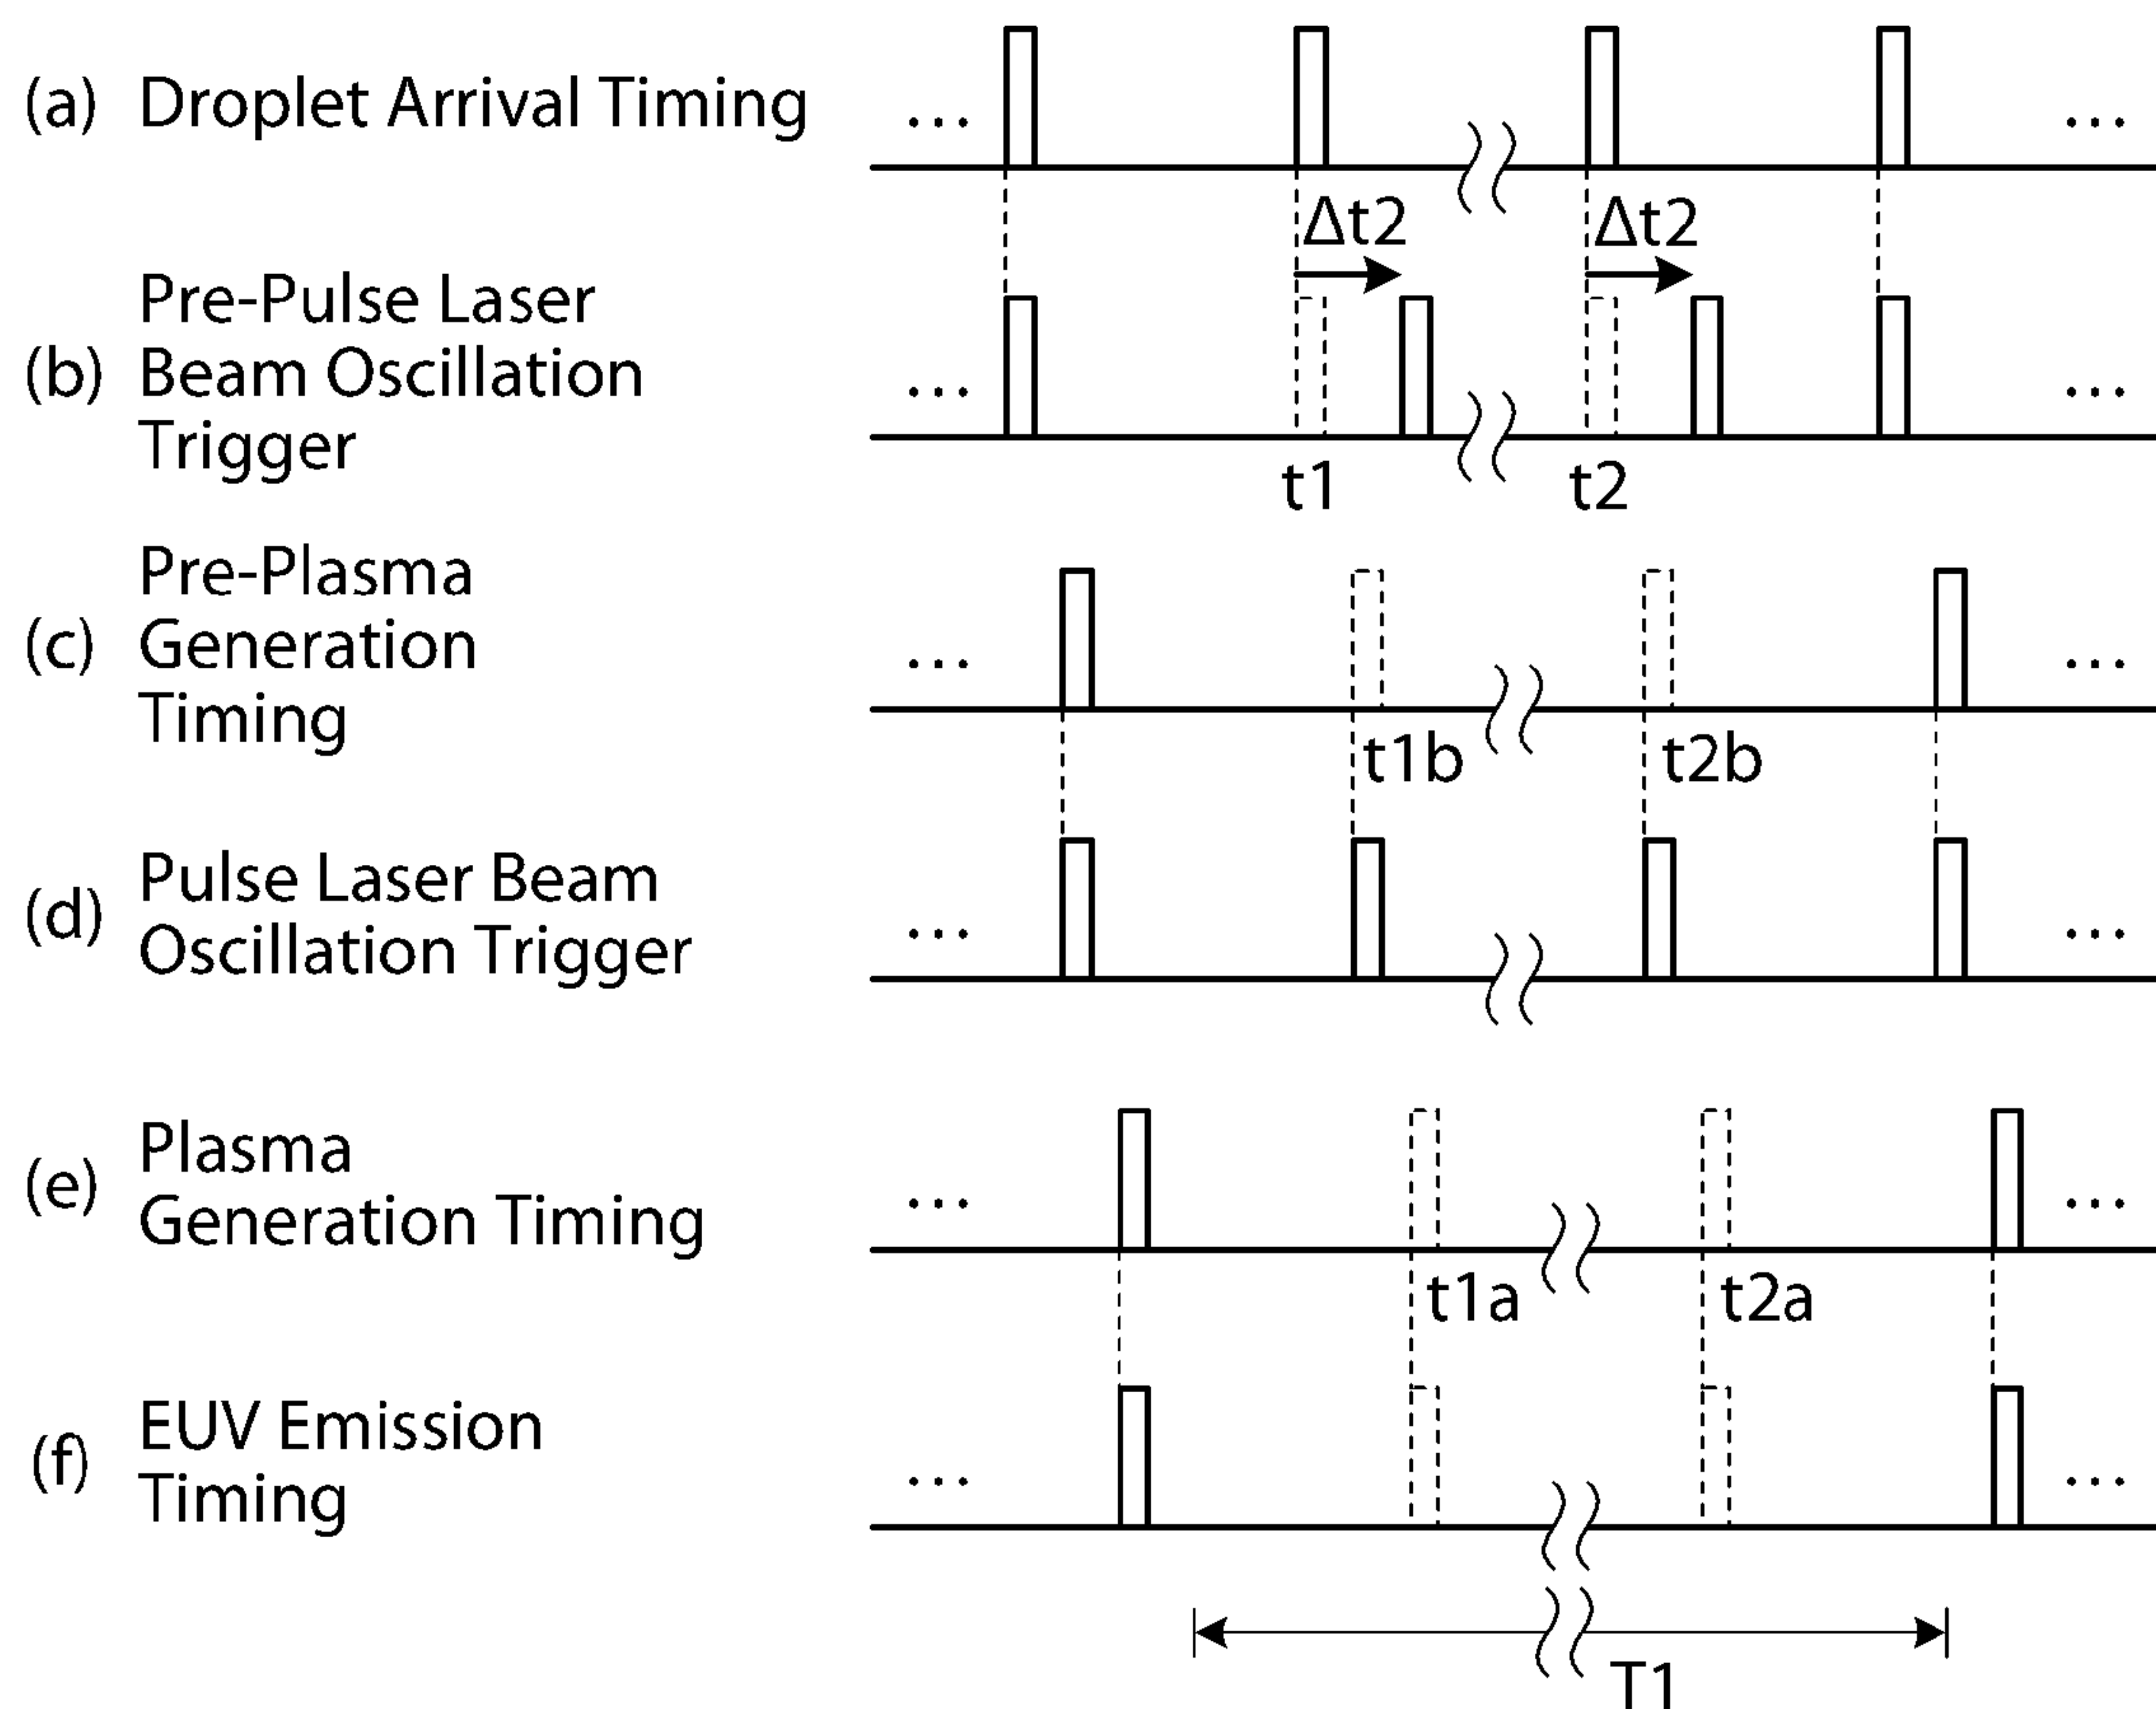 (a) Droplet Arrival Timing
... ...
Δt2 Δt2
Pre-Pulse Laser
(b) Beam Oscillation
... ...
Trigger
t1 t2
Pre-Plasma
(c) Generation
... ...
Timing
t1b t2b
Pulse Laser Beam
(d)
Oscillation Trigger
... ...
Plasma
(e)
Generation Timing
... ...
t1a t2a
EUV Emission
(f)
Timing
... ...
T1